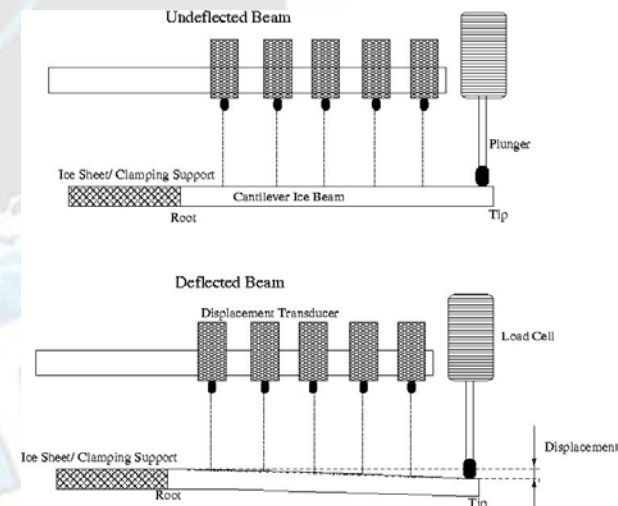 Undeflected Beam
Plunger
Ice Sheet/ Clamping Support
Cantilever Ice Beam
Root
Tip
Deflected Beam
Displacement Transducer
Load Cell
Displacement
Ice Sheet/ Clamping Support
Root
Tip